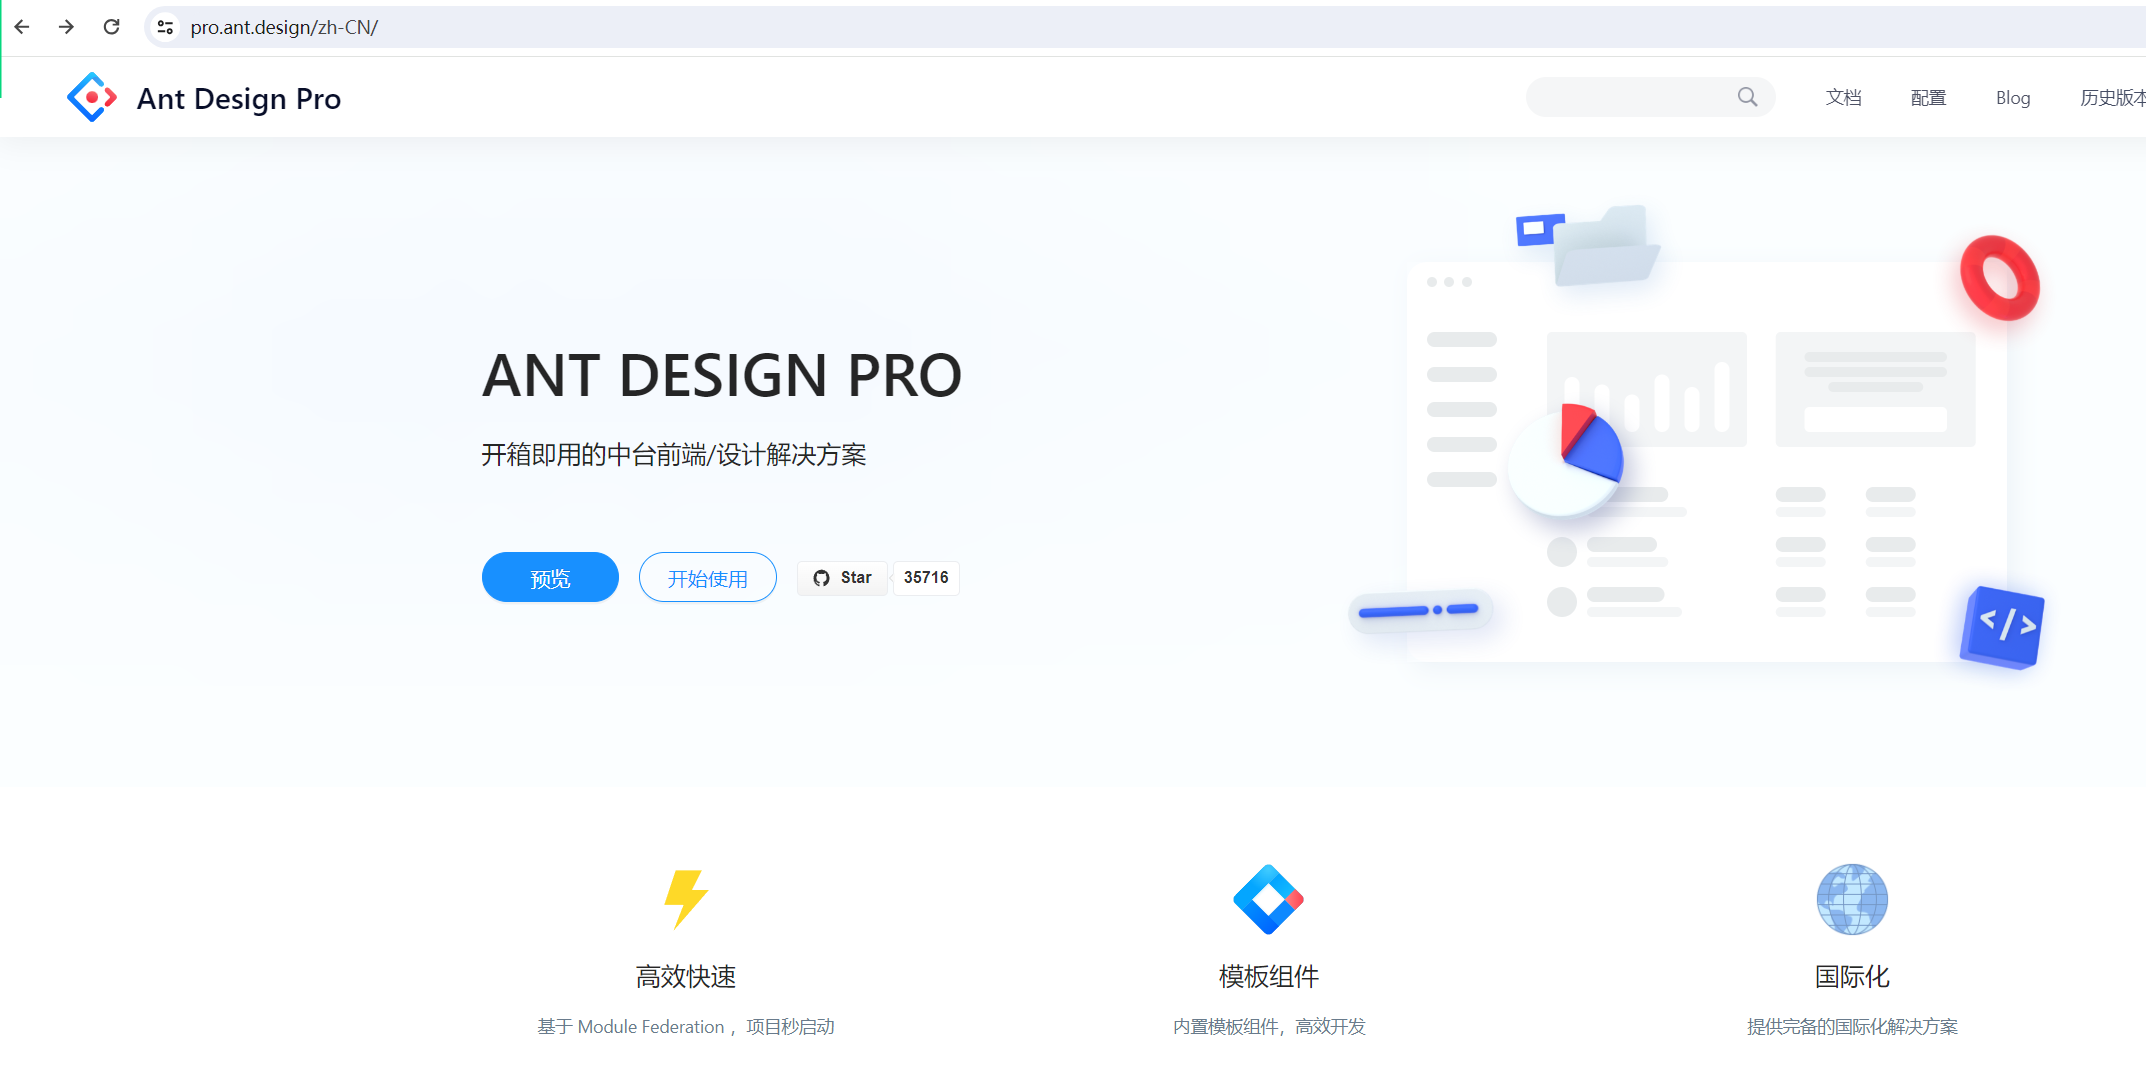 pro.ant.design/zh-CN/
Ant Design Pro
文档 配置 Blog 历史版本
ANT DESIGN PRO
开箱即用的中台前端/设计解决方案
预览 开始使用 Star 35716
</>
高效快速 模板组件 国际化
基于 Module Federation ，项目秒启动 内置模板组件，高效开发 提供完备的国际化解决方案